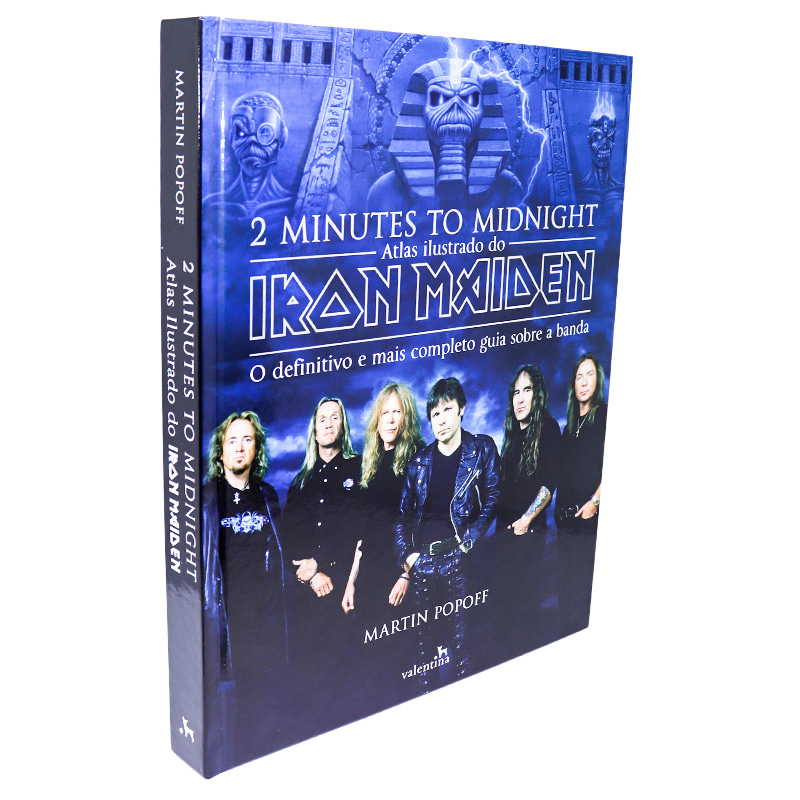 MARTIN POPOFF
2 MINUTES TO MIDNIGHT
Atlas Ilustrado do IRON MAIDEN
2 MINUTES TO MIDNIGHT
Atlas ilustrado do
IRON MAIDEN
O definitivo e mais completo guia sobre a banda
MARTIN POPOFF
valentina